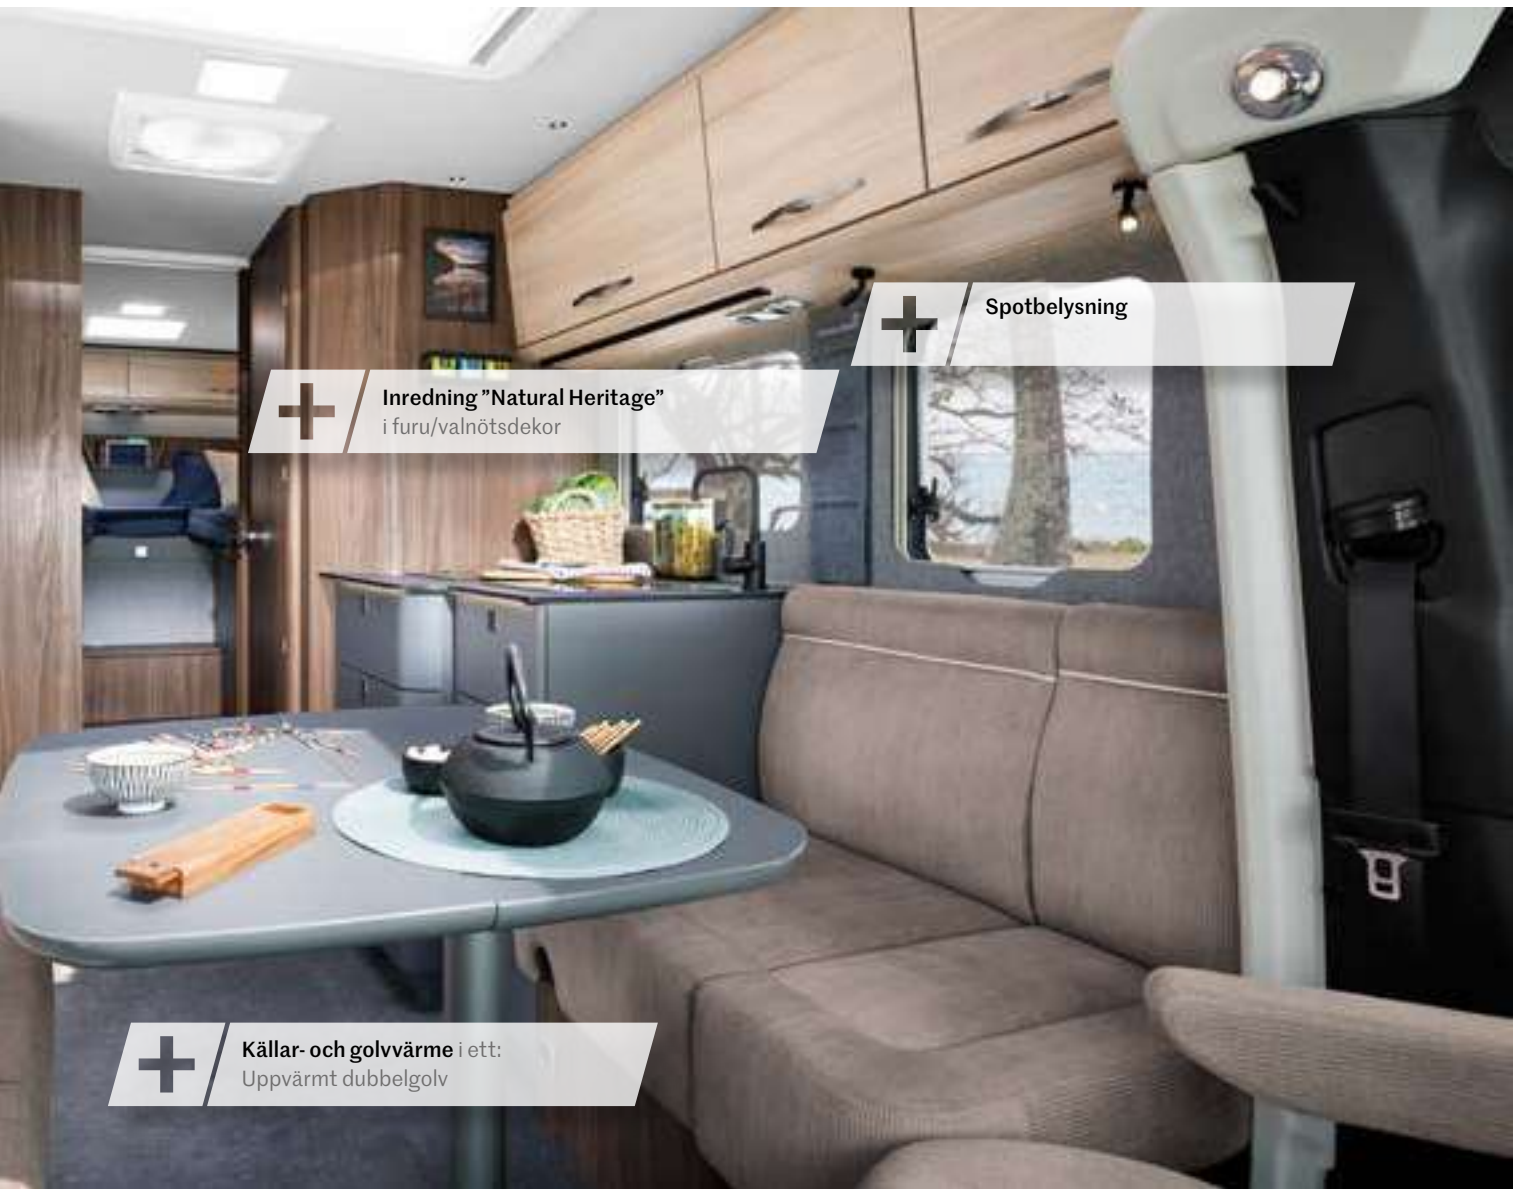 Spotbelysning
Inredning ”Natural Heritage”
i furu/valnötsdekor
Källar- och golvvärme i ett:
Uppvärmt dubbelgolv